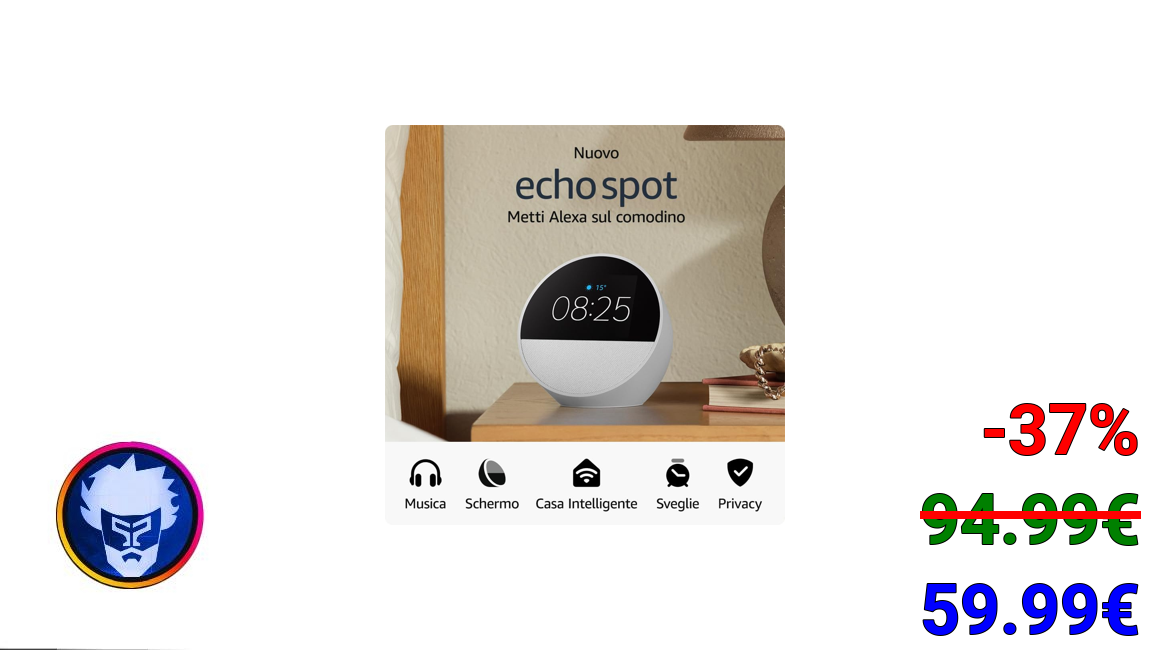 Nuovo
echo spot
Metti Alexa sul comodino
15°
08:25
Musica Schermo Casa Intelligente Sveglie Privacy
-37%
94.99€
59.99€